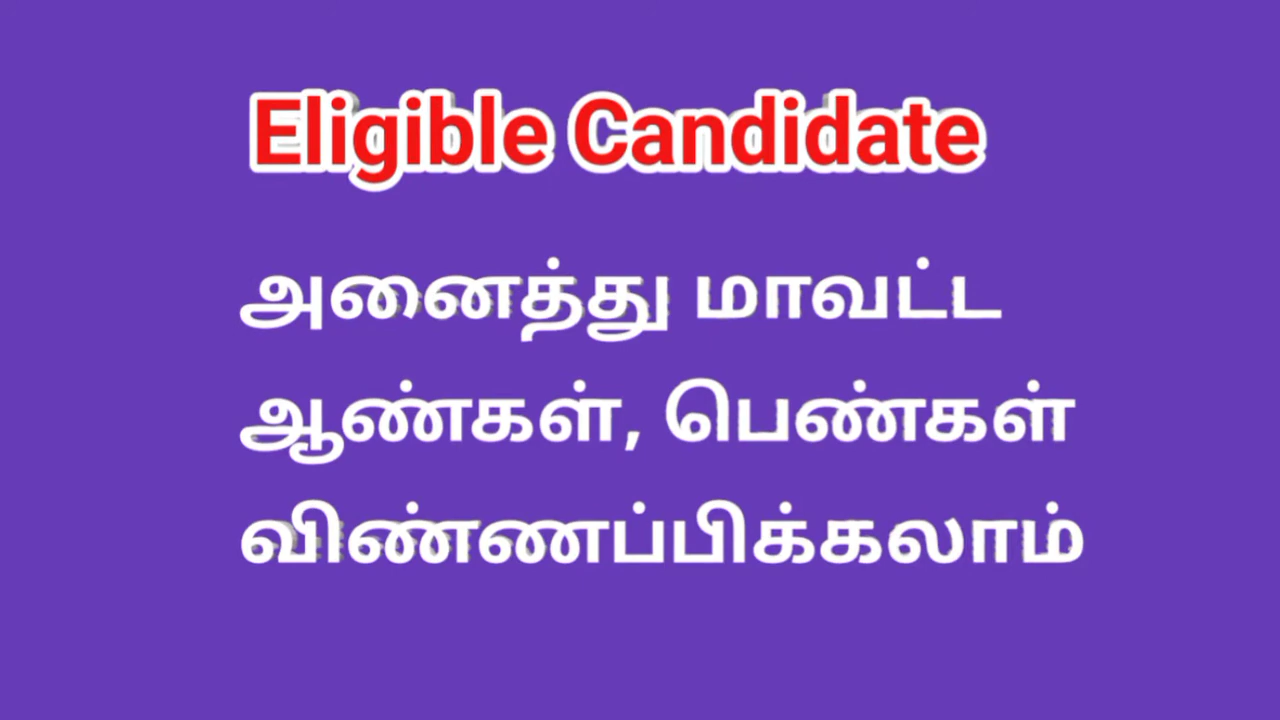 Eligible Candidate
அனைத்து மாவட்ட
ஆண்கள், பெண்கள்
விண்ணப்பிக்கலாம்